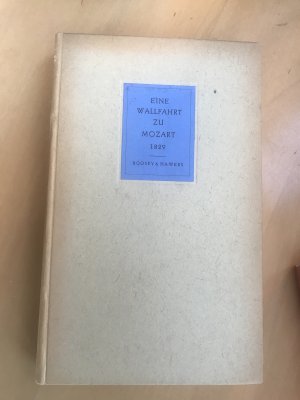 EINE
WALLFAHRT
ZU
MOZART
1829
BOOSEY & HAWKES